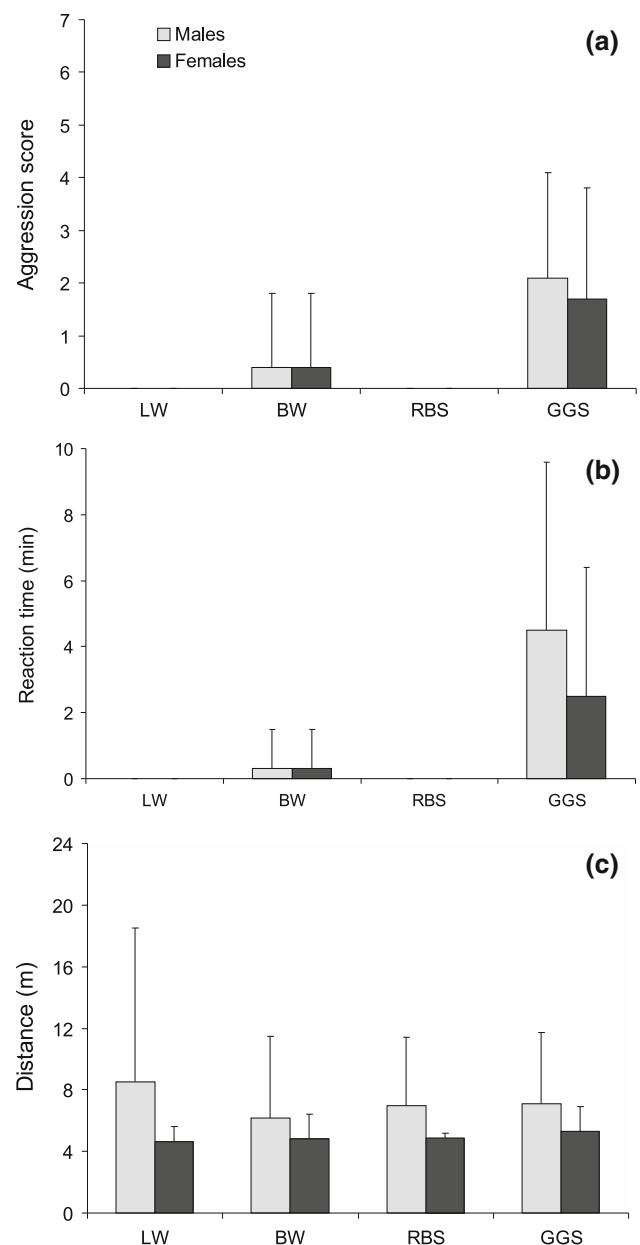 (a)
Males
Females
Aggression score
7
6
5
4
3
2
1
0
LW BW RBS GGS
(b)
Reaction time (min)
10
8
6
4
2
0
LW BW RBS GGS
(c)
Distance (m)
24
20
16
12
8
4
0
LW BW RBS GGS